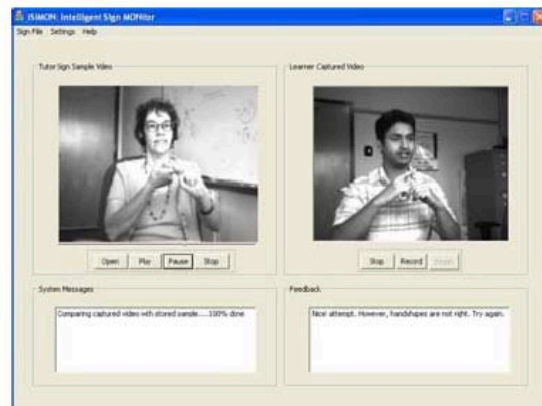 ISIMON: Intelligent Sign MONitor
Sign File Settings Help
Tutor Sign Sample Video
Learner Captured Video
Open Play Pause Stop
Stop Record
System Messages
Feedback
Comparing captured video with stored sample.....100% done
Nice! attempt. However, handshapes are not right. Try again.